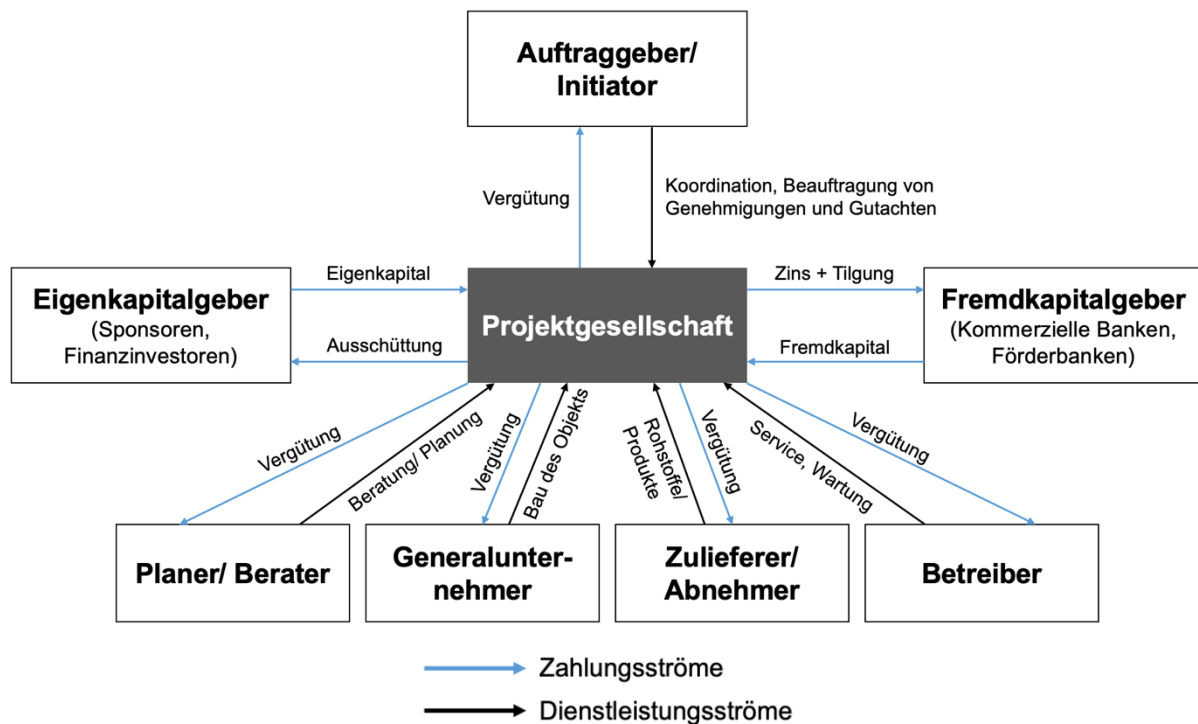 Auftraggeber/
Initiator
Vergütung
Koordination, Beauftragung von
Genehmigungen und Gutachten
Eigenkapitalgeber
(Sponsoren,
Finanzinvestoren)
Eigenkapital
Ausschüttung
Projektgesellschaft
Zins + Tilgung
Fremdkapital
Fremdkapitalgeber
(Kommerzielle Banken,
Förderbanken)
Vergütung
Beratung/ Planung
Vergütung
Bau des Objekts
Rohstoffe/
Produkte
Vergütung
Service, Wartung
Vergütung
Planer/ Berater
Generalunter-
nehmer
Zulieferer/
Abnehmer
Betreiber
Zahlungsströme
Dienstleistungsströme